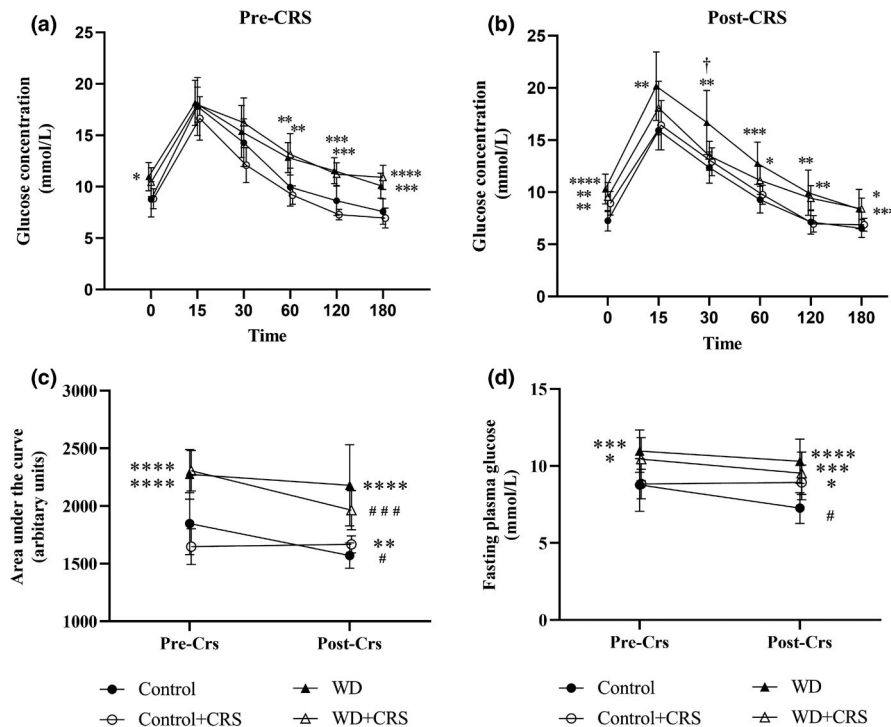 Pre-CRS
(a)
25
20
15
10
5
0
Glucose concentration
(mmol/L)
*
**
**
***
***
****
***
0 15 30 60 120 180
Time
Post-CRS
(b)
25
20
15
10
5
0
Glucose concentration
(mmol/L)
****
**
**
**
†
**
***
*
**
**
*
***
0 15 30 60 120 180
Time
(c)
3000
2500
2000
1500
1000
Area under the curve
(arbitary units)
****
****
****
###
**
#
Pre-Crs Post-Crs
(d)
15
10
5
0
Fasting plasma glucose
(mmol/L)
***
*
****
***
*
#
Pre-Crs Post-Crs
Control WD
Control+CRS WD+CRS
Control WD
Control+CRS WD+CRS